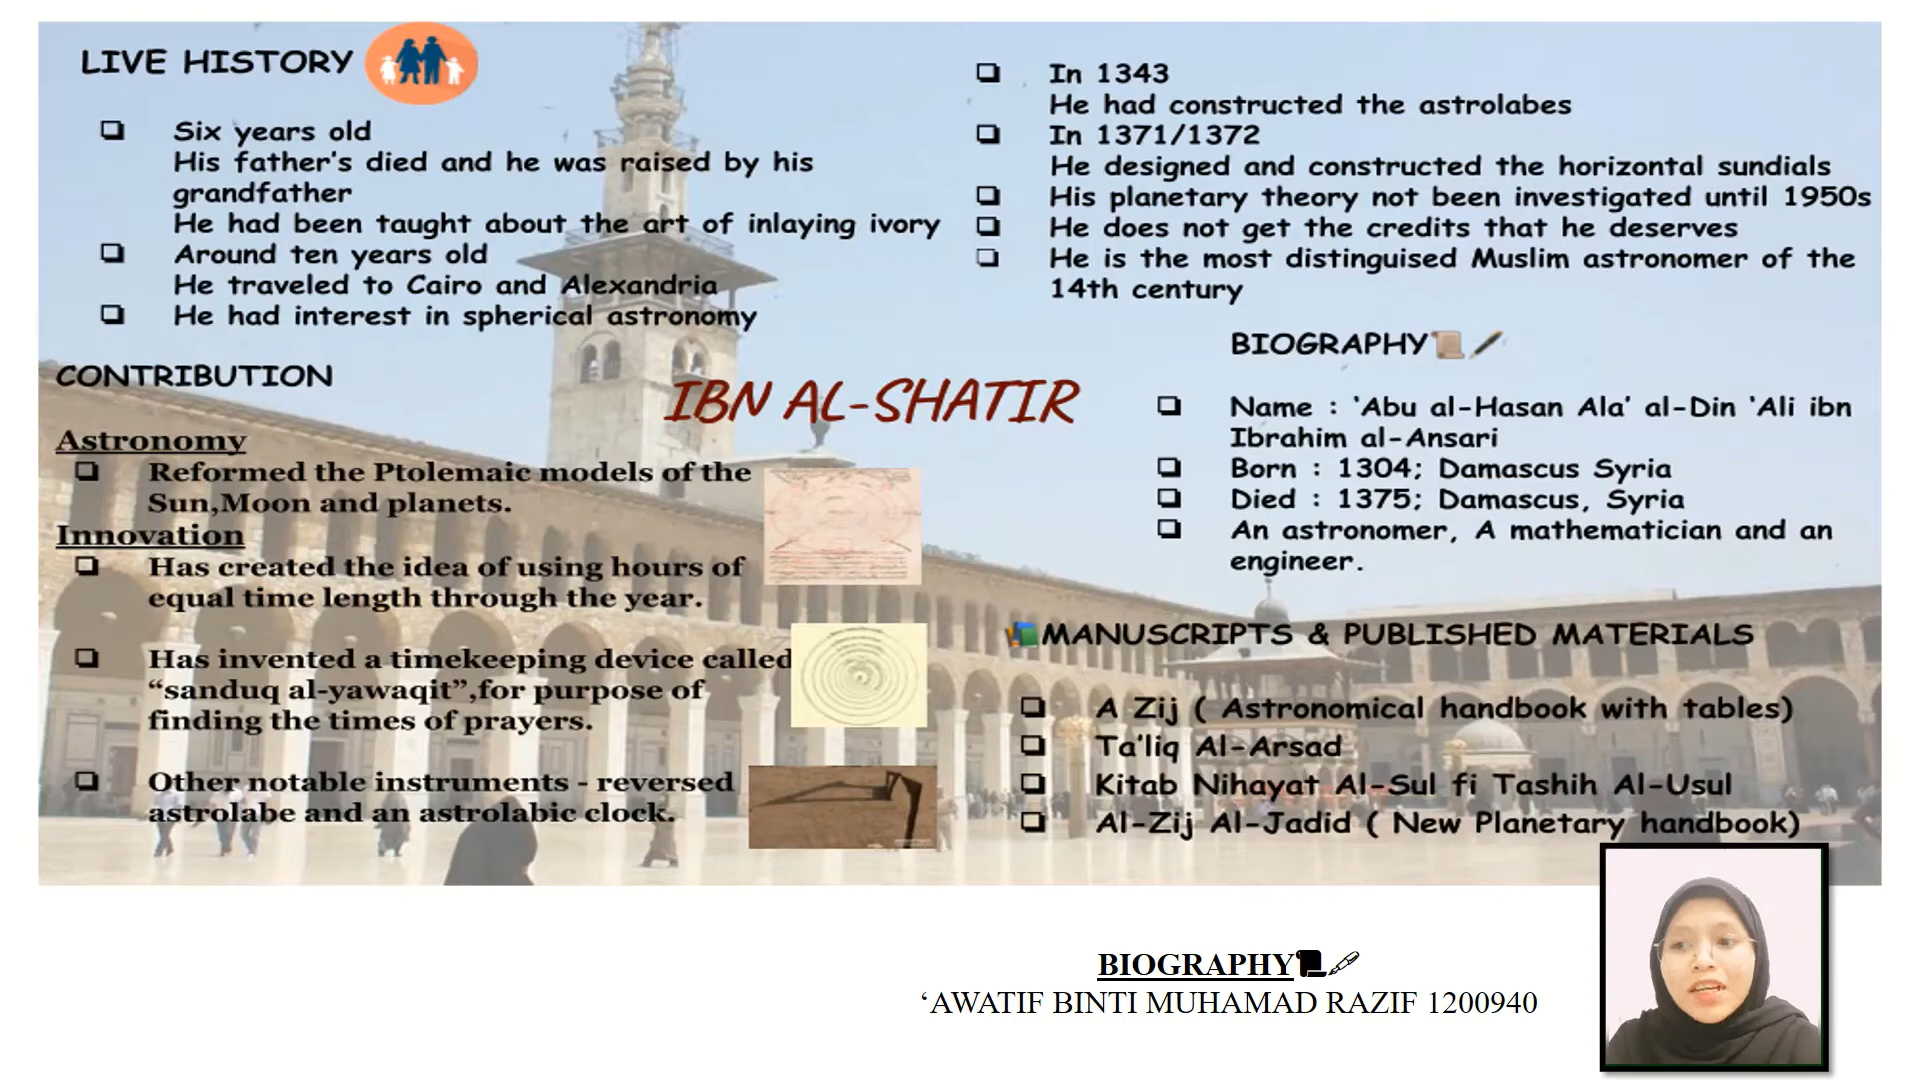 LIVE HISTORY
❏ Six years old
His father's died and he was raised by his
grandfather
He had been taught about the art of inlaying ivory
❏ Around ten years old
He traveled to Cairo and Alexandria
❏ He had interest in spherical astronomy
❏ In 1343
He had constructed the astrolabes
❏ In 1371/1372
He designed and constructed the horizontal sundials
❏ His planetary theory not been investigated until 1950s
❏ He does not get the credits that he deserves
❏ He is the most distinguised Muslim astronomer of the
14th century
IBN AL-SHATIR
CONTRIBUTION
Astronomy
❏ Reformed the Ptolemaic models of the
Sun,Moon and planets.
Innovation
❏ Has created the idea of using hours of
equal time length through the year.
❏ Has invented a timekeeping device called
“sanduq al-yawaqit”,for purpose of
finding the times of prayers.
❏ Other notable instruments - reversed
astrolabe and an astrolabic clock.
BIOGRAPHY
❏ Name : ‘Abu al-Hasan Ala’ al-Din ‘Ali ibn
Ibrahim al-Ansari
❏ Born : 1304; Damascus Syria
❏ Died : 1375; Damascus, Syria
❏ An astronomer, A mathematician and an
engineer.
MANUSCRIPTS & PUBLISHED MATERIALS
❏ A Zij ( Astronomical handbook with tables)
❏ Ta’liq Al-Arsad
❏ Kitab Nihayat Al-Sul fi Tashih Al-Usul
❏ Al-Zij Al-Jadid ( New Planetary handbook)
BIOGRAPHY
‘AWATIF BINTI MUHAMAD RAZIF 1200940